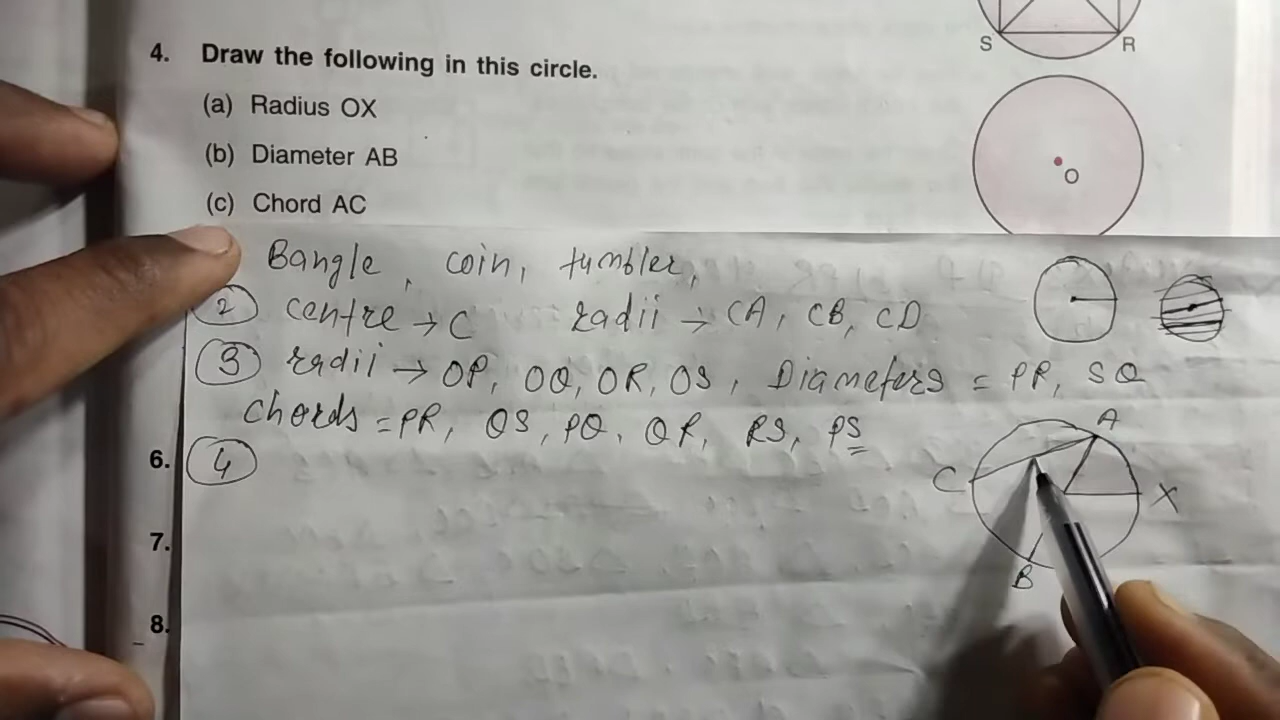 S R
4. Draw the following in this circle.
(a) Radius OX
(b) Diameter AB
(c) Chord AC
O
Bangle, coin, tumbler,
2 centre → C radii → CA, CB, CD
3 radii → OP, OQ, OR, OS, Diameters = PR, SQ
Chords = PR, QS, PQ, QR, RS, PS
6. 4
A
C X
7.
B
8.